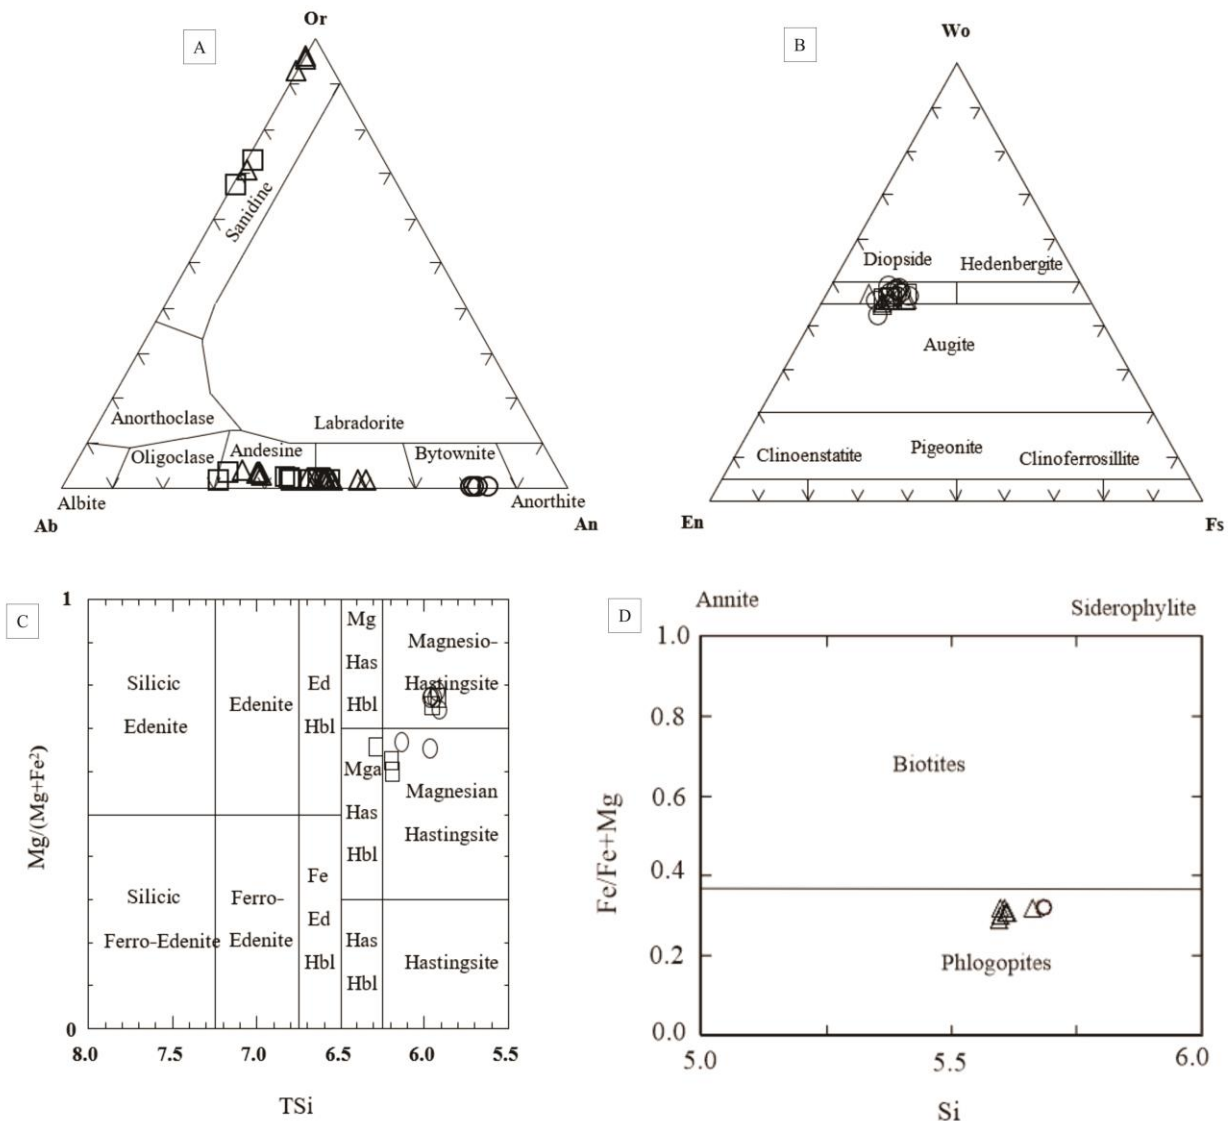 A
Or
Sanidine
Anorthoclase
Labradorite
Oligoclase
Andesine
Bytownite
Albite
Anorthite
Ab
An
B
Wo
Diopside
Hedenbergite
Augite
Clinoenstatite
Pigeonite
Clinoferrosillite
En
Fs
C
1
Mg/(Mg+Fe²)
Silicic
Edenite
Edenite
Ed
Hbl
Mg
Has
Hbl
Magnesio-
Hastingsite
Mga
Has
Hbl
Magnesian
Hastingsite
Silicic
Ferro-Edenite
Ferro-
Edenite
Fe
Ed
Hbl
Has
Hbl
Hastingsite
0
8.0 7.5 7.0 6.5 6.0 5.5
TSi
D
Annite
Siderophylite
1.0
0.8
0.6
0.4
0.2
0.0
Fe/Fe+Mg
Biotites
Phlogopites
5.0 5.5 6.0
Si